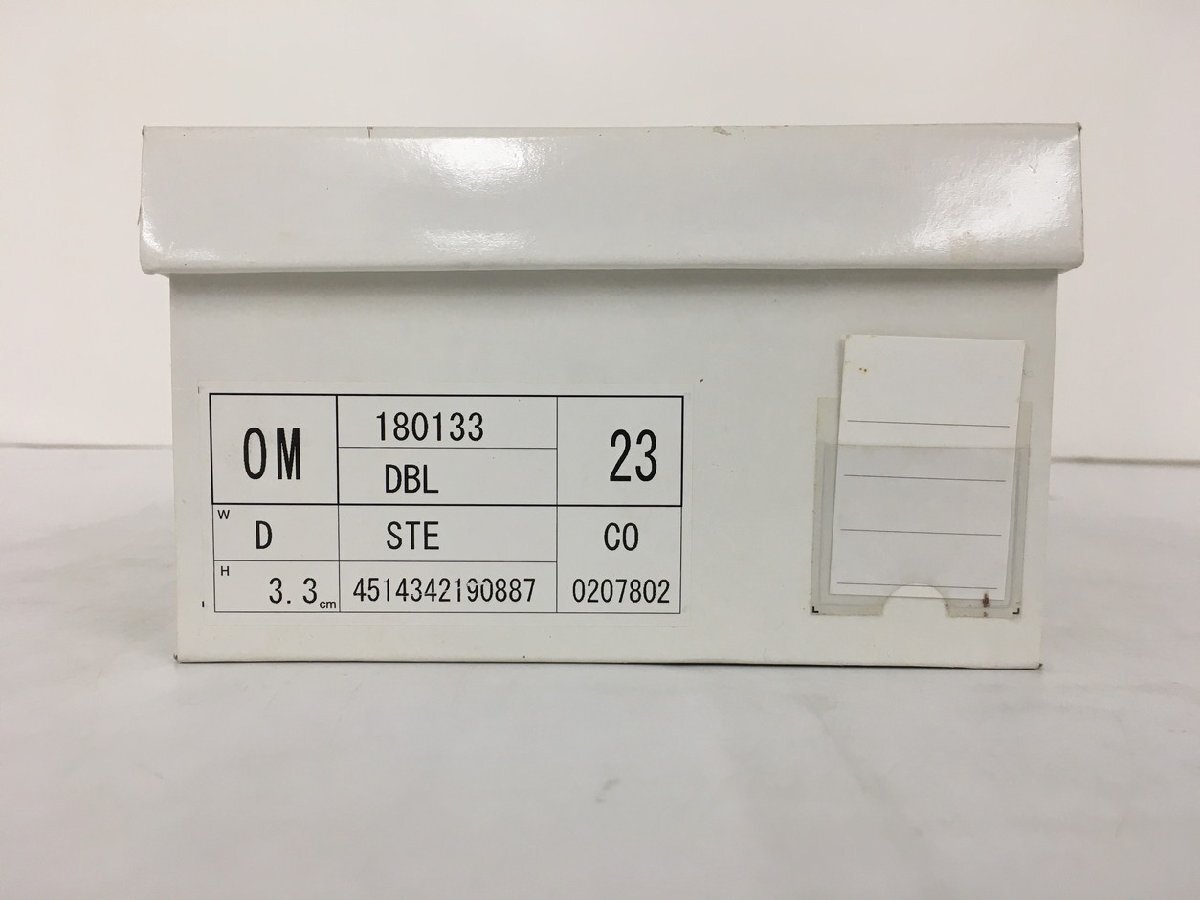 OM
180133
DBL
23
W
D
STE
CO
H
3.3cm
4514342190887
0207802